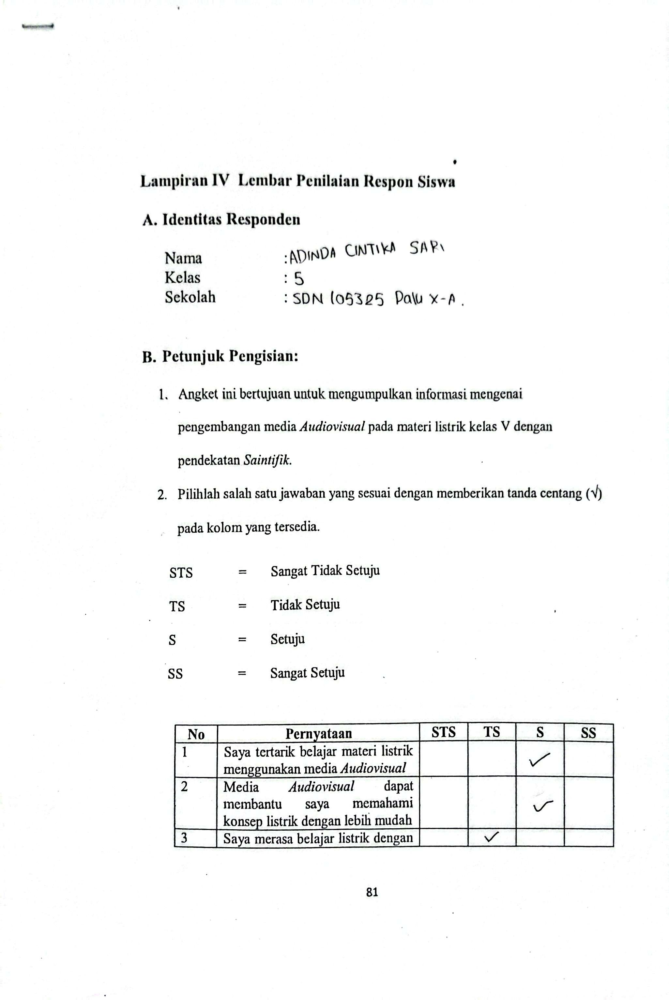 Lampiran IV Lembar Penilaian Respon Siswa
A. Identitas Responden
Nama : ADINDA CINTIKA SARI
Kelas : 5
Sekolah : SDN 105325 Dalu X-A.
B. Petunjuk Pengisian:
1. Angket ini bertujuan untuk mengumpulkan informasi mengenai
pengembangan media Audiovisual pada materi listrik kelas V dengan
pendekatan Saintifik.
2. Pilihlah salah satu jawaban yang sesuai dengan memberikan tanda centang (√)
pada kolom yang tersedia.
STS = Sangat Tidak Setuju
TS = Tidak Setuju
S = Setuju
SS = Sangat Setuju
No Pernyataan STS TS S SS
1 Saya tertarik belajar materi listrik
menggunakan media Audiovisual ✓
2 Media Audiovisual dapat
membantu saya memahami ✓
konsep listrik dengan lebih mudah
3 Saya merasa belajar listrik dengan ✓
81